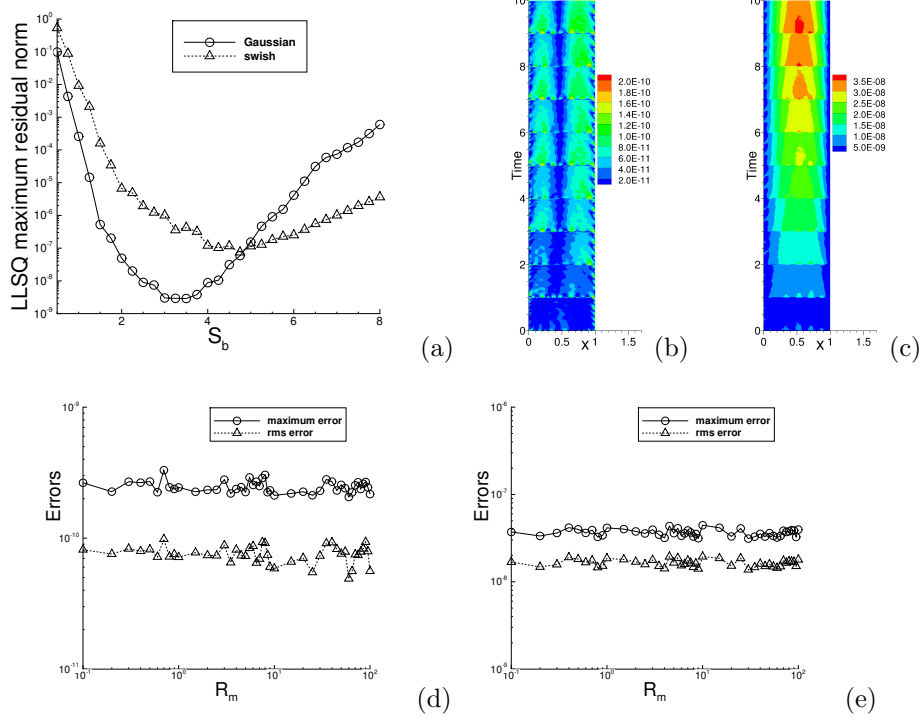 LLSQ maximum residual norm
10^0
10^-1
10^-2
10^-3
10^-4
10^-5
10^-6
10^-7
10^-8
10^-9
Gaussian
swish
2 4 6 8
S_b
(a)
Time
10
8
6
4
2
0
2.0E-10
1.8E-10
1.4E-10
1.2E-10
1.0E-10
8.0E-11
6.0E-11
4.0E-11
2.0E-11
0 0.5 1 1.5
x
(b)
Time
10
8
6
4
2
0
3.5E-08
3.0E-08
2.5E-08
2.0E-08
1.5E-08
1.0E-08
5.0E-09
0 0.5 1 1.5
x
(c)
Errors
10^-9
10^-10
10^-11
maximum error
rms error
10^-1 10^0 10^1 10^2
R_m
(d)
Errors
10^-6
10^-7
10^-8
10^-9
maximum error
rms error
10^-1 10^0 10^1 10^2
R_m
(e)